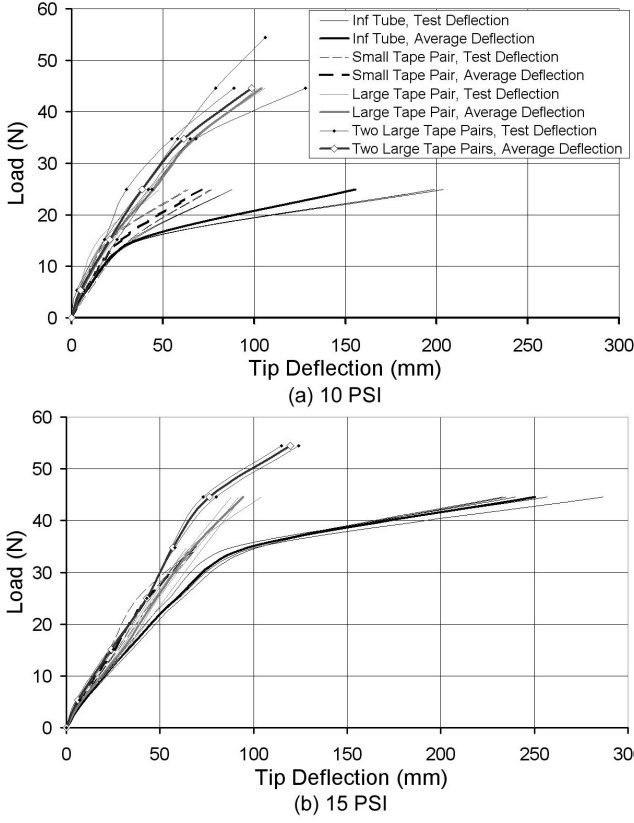 60
50
40
30
20
10
0
Load (N)
Inf Tube, Test Deflection
Inf Tube, Average Deflection
Small Tape Pair, Test Deflection
Small Tape Pair, Average Deflection
Large Tape Pair, Test Deflection
Large Tape Pair, Average Deflection
Two Large Tape Pairs, Test Deflection
Two Large Tape Pairs, Average Deflection
0 50 100 150 200 250 300
Tip Deflection (mm)
(a) 10 PSI
60
50
40
30
20
10
0
Load (N)
0 50 100 150 200 250 30
Tip Deflection (mm)
(b) 15 PSI